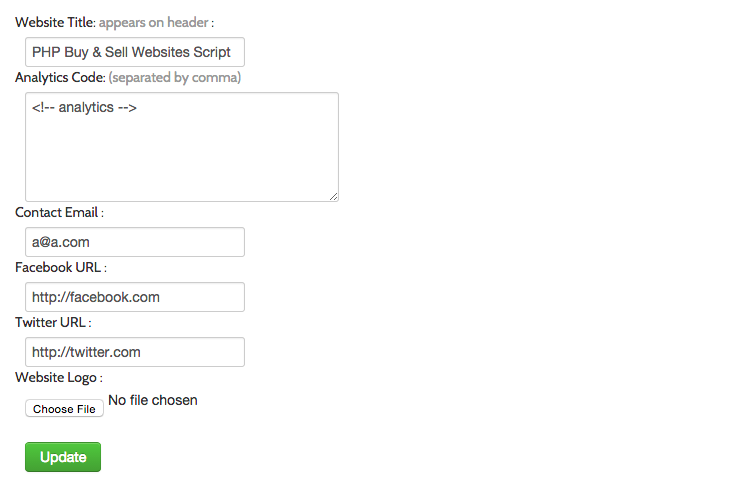 Website Title: appears on header :
PHP Buy & Sell Websites Script
Analytics Code: (separated by comma)
<!-- analytics -->
Contact Email :
a@a.com
Facebook URL :
http://facebook.com
Twitter URL :
http://twitter.com
Website Logo :
Choose File No file chosen
Update